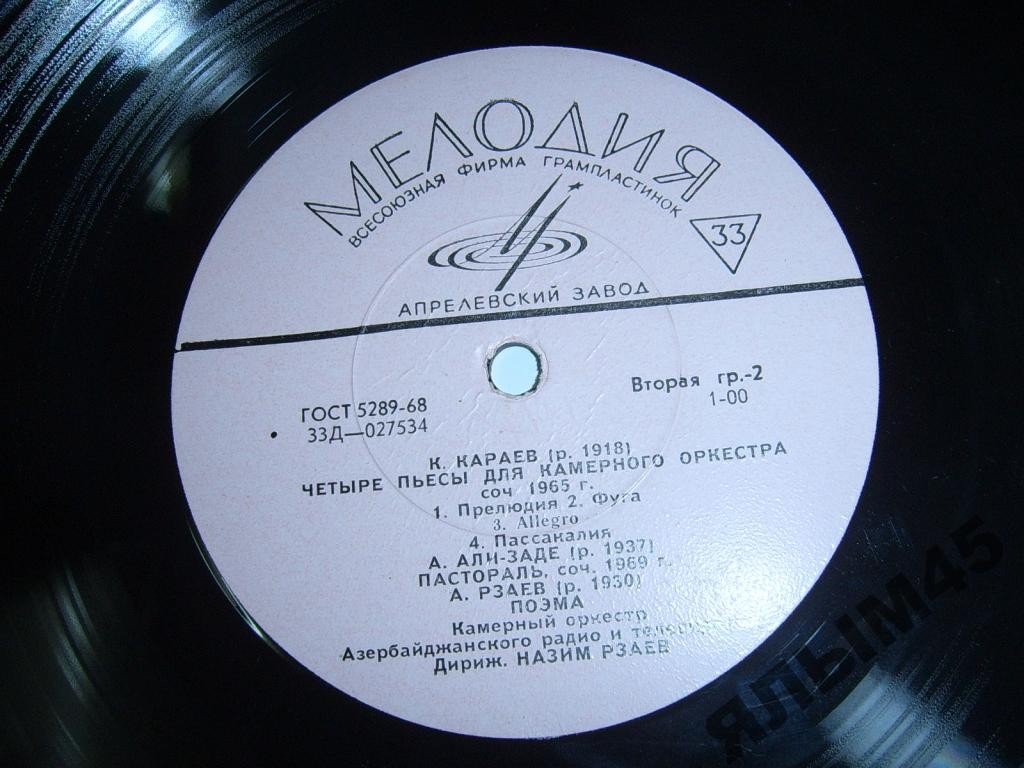 МЕЛОДИЯ
ВСЕСОЮЗНАЯ ФИРМА ГРАМПЛАСТИНОК
33
АПРЕЛЕВСКИЙ ЗАВОД
ГОСТ 5289-68
33Д—027534
Вторая гр.-2
1-00
К. КАРАЕВ (р. 1918)
ЧЕТЫРЕ ПЬЕСЫ ДЛЯ КАМЕРНОГО ОРКЕСТРА
соч 1965 г.
1. Прелюдия 2. Фуга
3. Allegro
4. Пассакалия
А. АЛИ-ЗАДЕ (р. 1937)
ПАСТОРАЛЬ, соч. 1969 г.
А. РЗАЕВ (р. 1930)
ПОЭМА
Камерный оркестр
Азербайджанского радио и
Дириж. НАЗИМ РЗАЕВ
ЯЛЫМ45